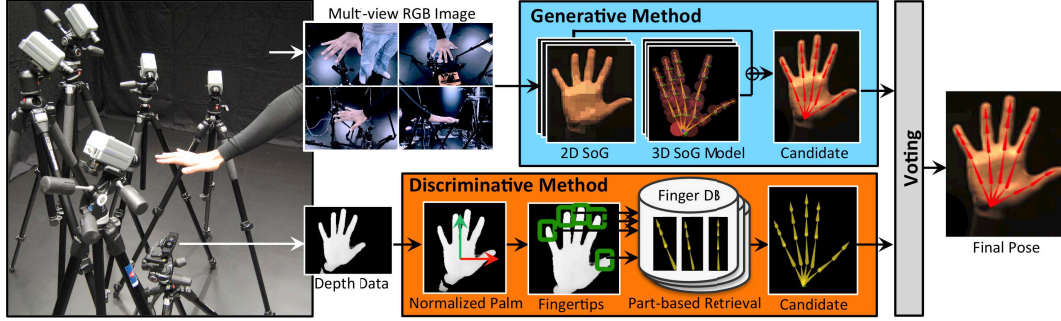 Mult-view RGB Image
Generative Method
2D SoG
3D SoG Model
Candidate
Discriminative Method
Finger DB
Depth Data
Normalized Palm
Fingertips
Part-based Retrieval
Candidate
Voting
Final Pose